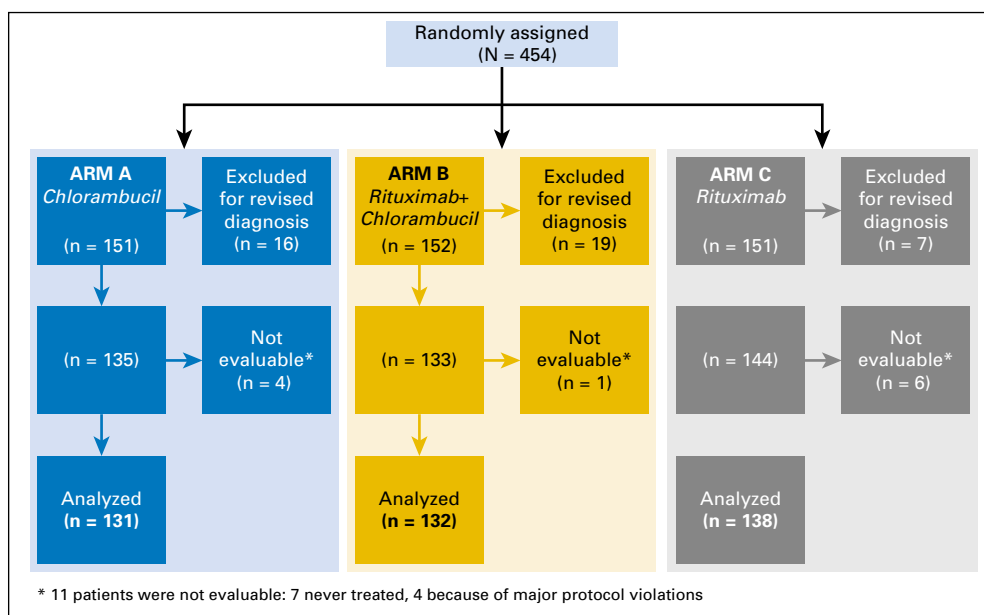 Randomly assigned
(N = 454)
ARM A
Chlorambucil
(n = 151)
Excluded
for revised
diagnosis
(n = 16)
(n = 135)
Not
evaluable*
(n = 4)
Analyzed
(n = 131)
ARM B
Rituximab+
Chlorambucil
(n = 152)
Excluded
for revised
diagnosis
(n = 19)
(n = 133)
Not
evaluable*
(n = 1)
Analyzed
(n = 132)
ARM C
Rituximab
(n = 151)
Excluded
for revised
diagnosis
(n = 7)
(n = 144)
Not
evaluable*
(n = 6)
Analyzed
(n = 138)
* 11 patients were not evaluable: 7 never treated, 4 because of major protocol violations